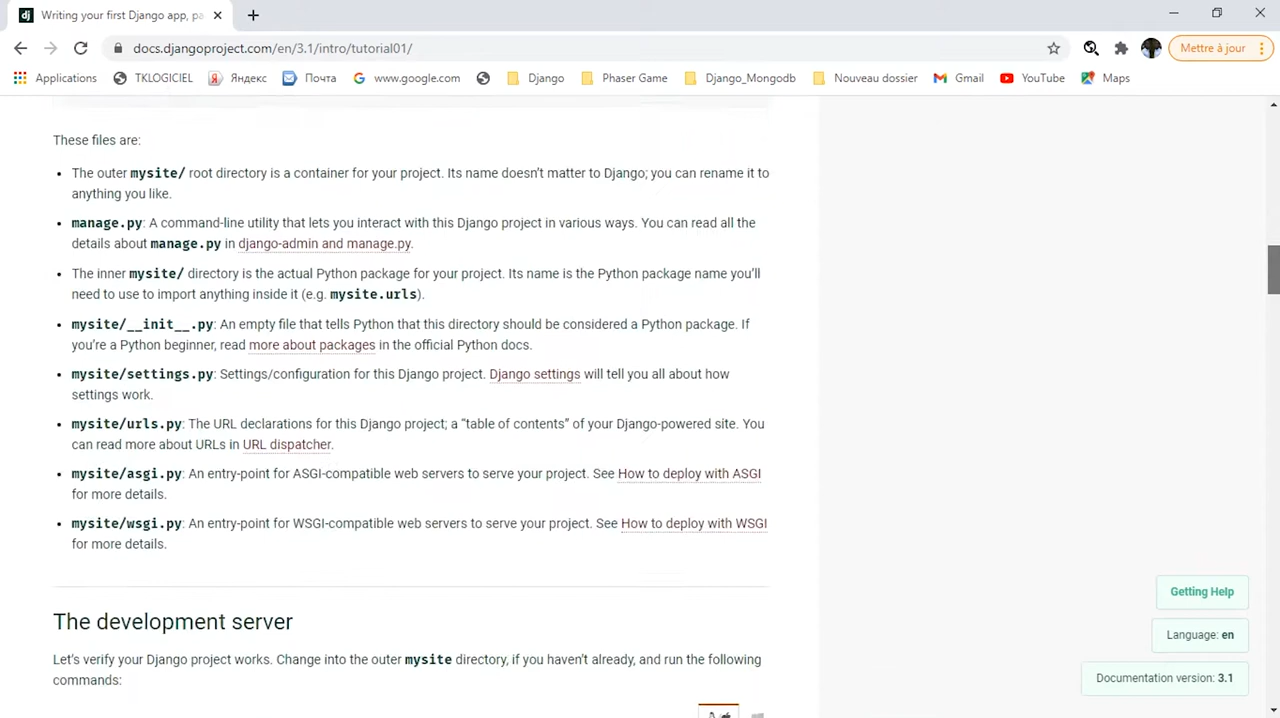 dj Writing your first Django app, pa
docs.djangoproject.com/en/3.1/intro/tutorial01/
Mettre à jour
Applications TKLOGICIEL Яндекс Почта www.google.com Django Phaser Game Django_Mongodb Nouveau dossier Gmail YouTube Maps
These files are:
• The outer mysite/ root directory is a container for your project. Its name doesn’t matter to Django; you can rename it to
anything you like.
• manage.py: A command-line utility that lets you interact with this Django project in various ways. You can read all the
details about manage.py in django-admin and manage.py.
• The inner mysite/ directory is the actual Python package for your project. Its name is the Python package name you’ll
need to use to import anything inside it (e.g. mysite.urls).
• mysite/__init__.py: An empty file that tells Python that this directory should be considered a Python package. If
you’re a Python beginner, read more about packages in the official Python docs.
• mysite/settings.py: Settings/configuration for this Django project. Django settings will tell you all about how
settings work.
• mysite/urls.py: The URL declarations for this Django project; a “table of contents” of your Django-powered site. You
can read more about URLs in URL dispatcher.
• mysite/asgi.py: An entry-point for ASGI-compatible web servers to serve your project. See How to deploy with ASGI
for more details.
• mysite/wsgi.py: An entry-point for WSGI-compatible web servers to serve your project. See How to deploy with WSGI
for more details.
The development server
Let’s verify your Django project works. Change into the outer mysite directory, if you haven’t already, and run the following
commands:
Getting Help
Language: en
Documentation version: 3.1